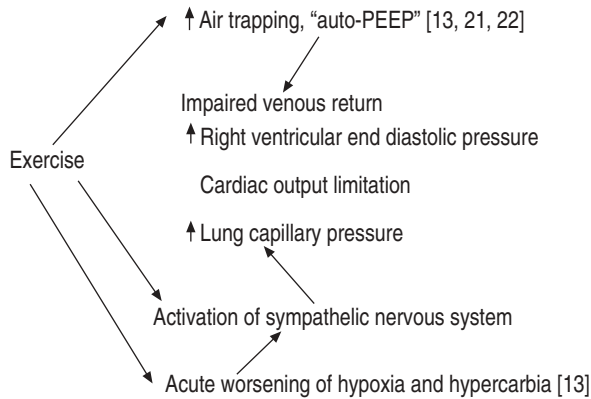 ↑ Air trapping, “auto-PEEP” [13, 21, 22]
Impaired venous return
↑ Right ventricular end diastolic pressure
Exercise
Cardiac output limitation
↑ Lung capillary pressure
Activation of sympathelic nervous system
Acute worsening of hypoxia and hypercarbia [13]